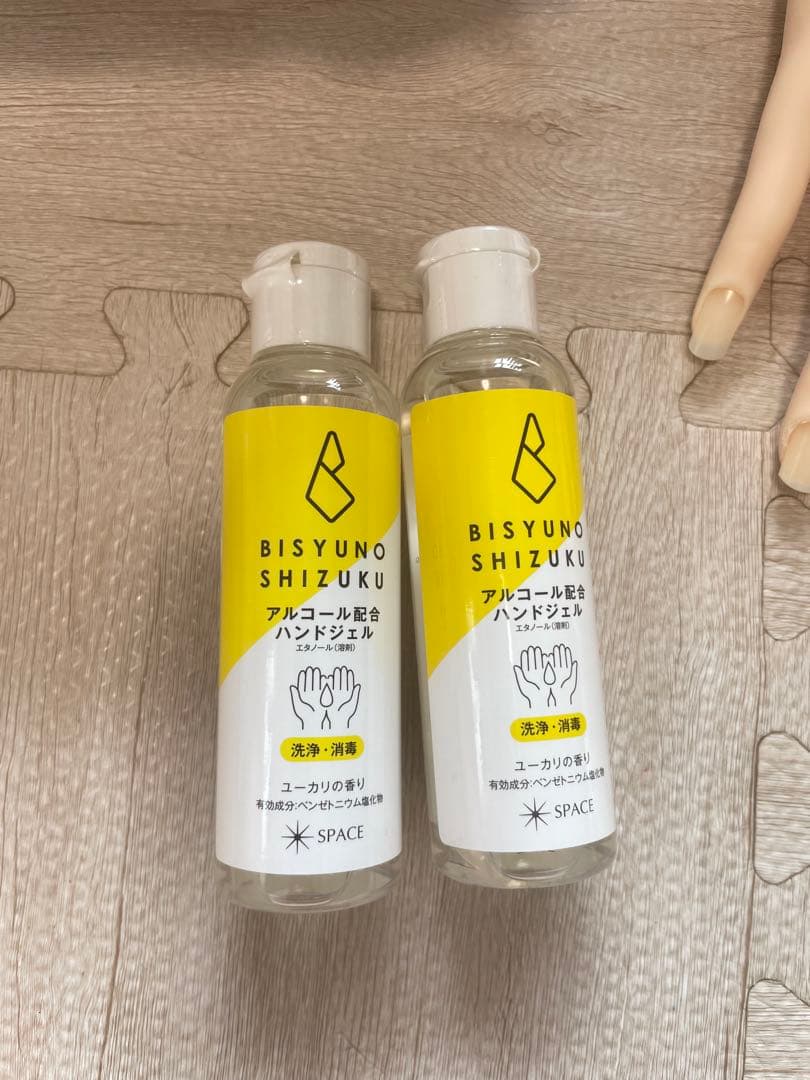 BISYUNO
SHIZUKU
アルコール配合
ハンドジェル
エタノール(溶剤)
洗浄・消毒
ユーカリの香り
有効成分:ベンゼトニウム塩化物
SPACE
BISYUNO
SHIZUKU
アルコール配合
ハンドジェル
エタノール(溶剤)
洗浄・消毒
ユーカリの香り
有効成分:ベンゼトニウム塩化物
SPACE